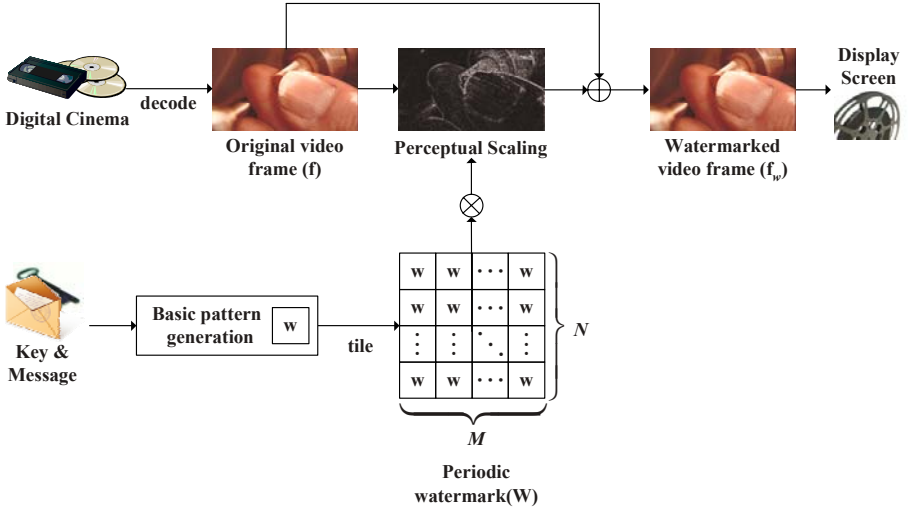 Digital Cinema
decode
Original video
frame (f)
Perceptual Scaling
Watermarked
video frame (fw)
Display
Screen
Key &
Message
Basic pattern
generation
w
tile
w w ··· w
w w ··· w
⋮ ⋮ ⋱ ⋮
w w ··· w
N
M
Periodic
watermark(W)